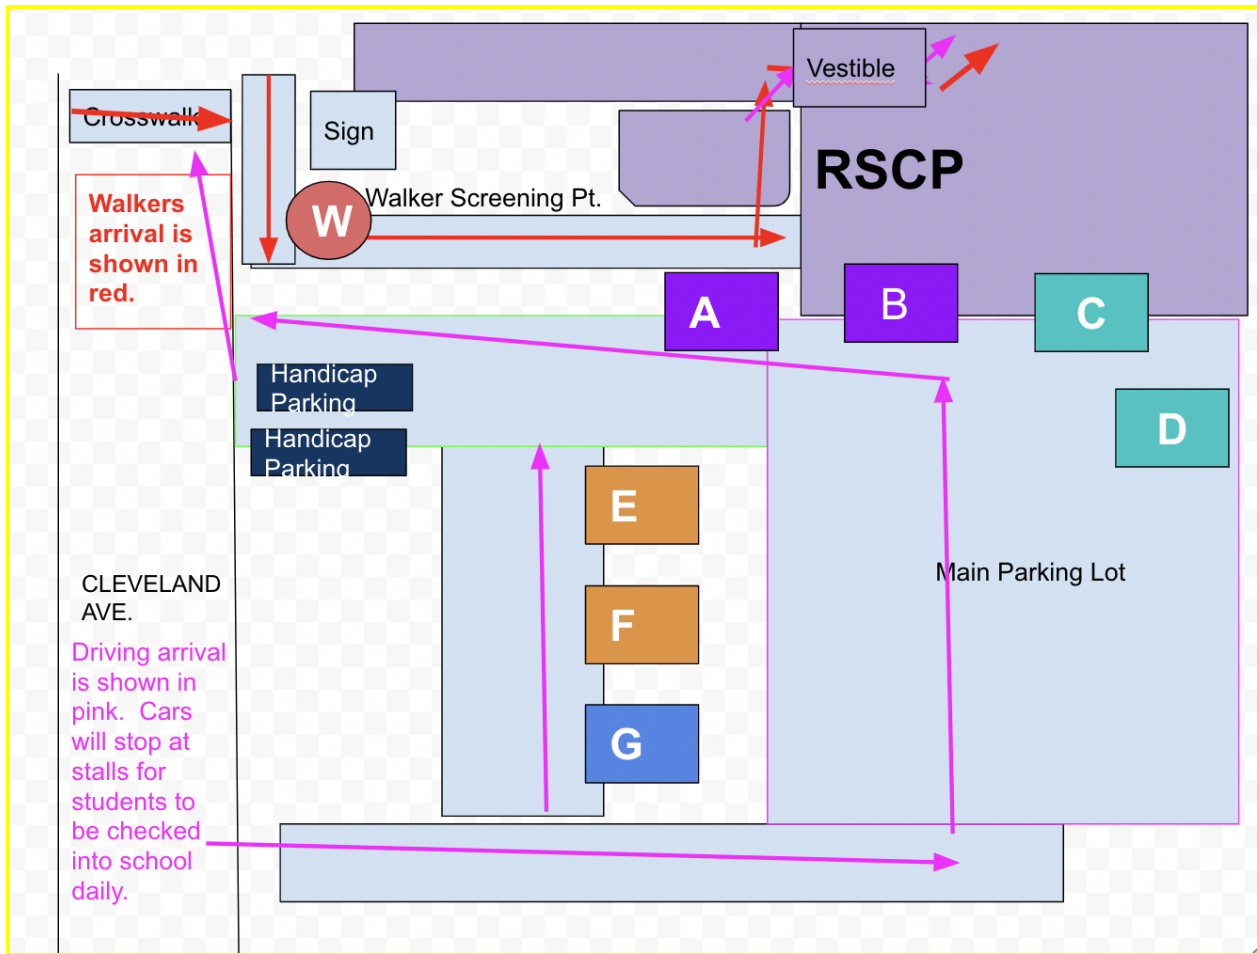 Vestible
Crosswalk
Sign
RSCP
Walker Screening Pt.
W
Walkers
arrival is
shown in
red.
A
B
C
Handicap
Parking
D
Handicap
Parking
E
F
Main Parking Lot
CLEVELAND
AVE.
Driving arrival
is shown in
pink. Cars
will stop at
stalls for
students to
be checked
into school
daily.
G